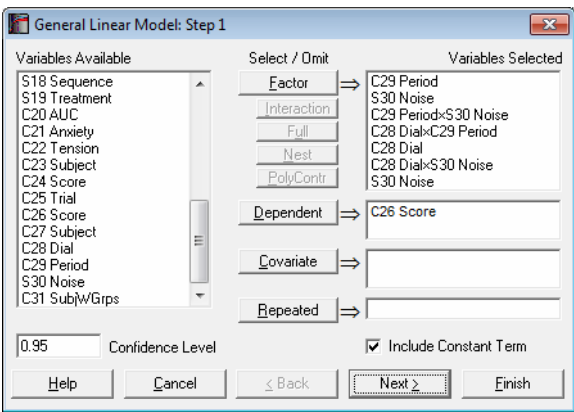 General Linear Model: Step 1
Variables Available
Select / Omit
Variables Selected
S18 Sequence
S19 Treatment
C20 AUC
C21 Anxiety
C22 Tension
C23 Subject
C24 Score
C25 Trial
C26 Score
C27 Subject
C28 Dial
C29 Period
S30 Noise
C31 SubjWGrps
Factor
Interaction
Full
Nest
PolyContr
C29 Period
S30 Noise
C29 Period×S30 Noise
C28 Dial×C29 Period
C28 Dial
C28 Dial×S30 Noise
S30 Noise
Dependent
C26 Score
Covariate
Repeated
0.95
Confidence Level
Include Constant Term
Help
Cancel
< Back
Next >
Finish